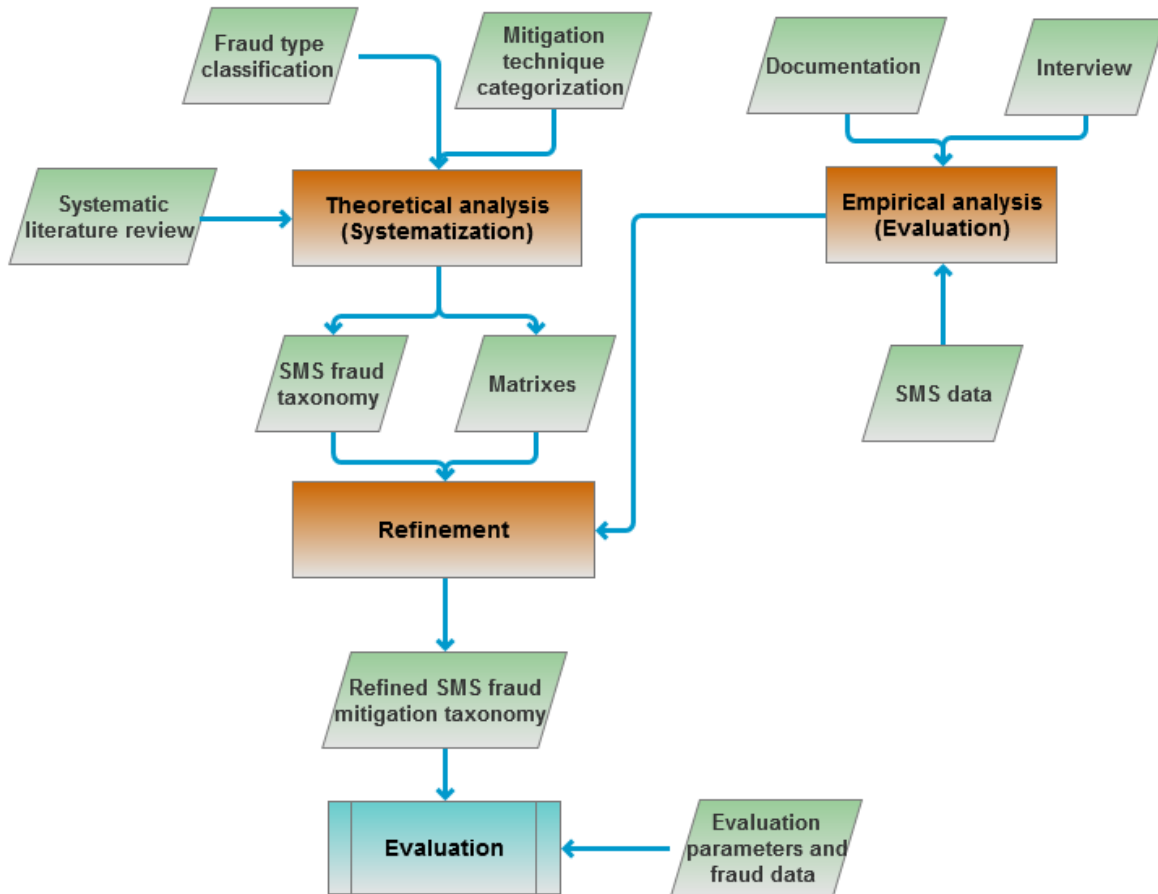 Fraud type
classification
Mitigation
technique
categorization
Documentation
Interview
Systematic
literature review
Theoretical analysis
(Systematization)
Empirical analysis
(Evaluation)
SMS fraud
taxonomy
Matrixes
SMS data
Refinement
Refined SMS fraud
mitigation taxonomy
Evaluation
Evaluation
parameters and
fraud data